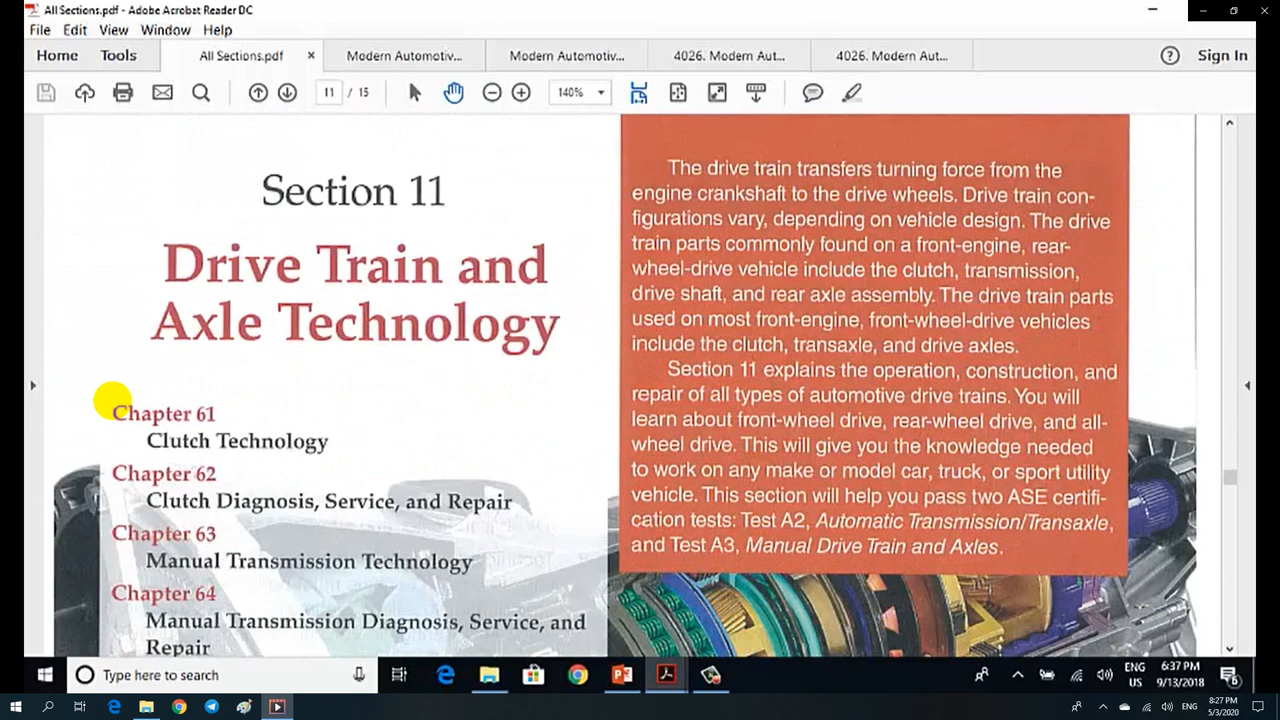 All Sections.pdf - Adobe Acrobat Reader DC
File Edit View Window Help
Home Tools All Sections.pdf × Modern Automotiv... Modern Automotiv... 4026. Modern Aut... 4026. Modern Aut... Sign In
11 / 15 140%
Section 11
Drive Train and
Axle Technology
Chapter 61
Clutch Technology
Chapter 62
Clutch Diagnosis, Service, and Repair
Chapter 63
Manual Transmission Technology
Chapter 64
Manual Transmission Diagnosis, Service, and
Repair
The drive train transfers turning force from the
engine crankshaft to the drive wheels. Drive train con-
figurations vary, depending on vehicle design. The drive
train parts commonly found on a front-engine, rear-
wheel-drive vehicle include the clutch, transmission,
drive shaft, and rear axle assembly. The drive train parts
used on most front-engine, front-wheel-drive vehicles
include the clutch, transaxle, and drive axles.
Section 11 explains the operation, construction, and
repair of all types of automotive drive trains. You will
learn about front-wheel drive, rear-wheel drive, and all-
wheel drive. This will give you the knowledge needed
to work on any make or model car, truck, or sport utility
vehicle. This section will help you pass two ASE certifi-
cation tests: Test A2, Automatic Transmission/Transaxle,
and Test A3, Manual Drive Train and Axles.
Type here to search
ENG 6:37 PM
US 9/13/2018
8:27 PM
ENG 5/3/2020